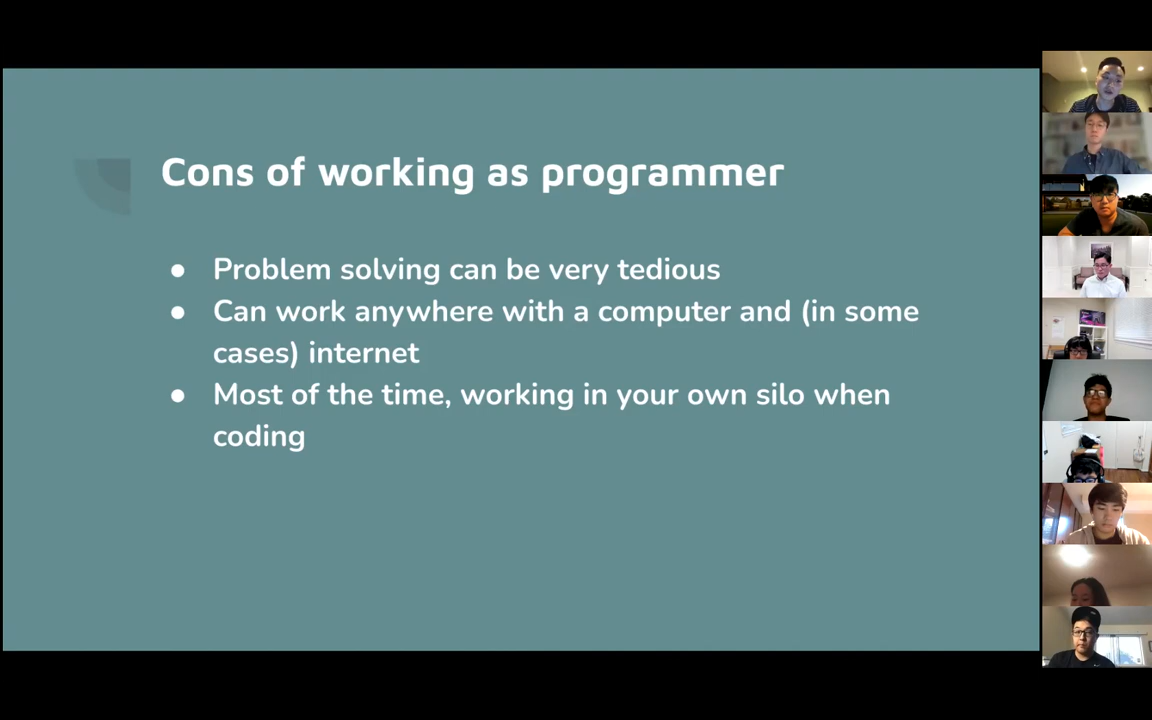 Cons of working as programmer
● Problem solving can be very tedious
● Can work anywhere with a computer and (in some
cases) internet
● Most of the time, working in your own silo when
coding